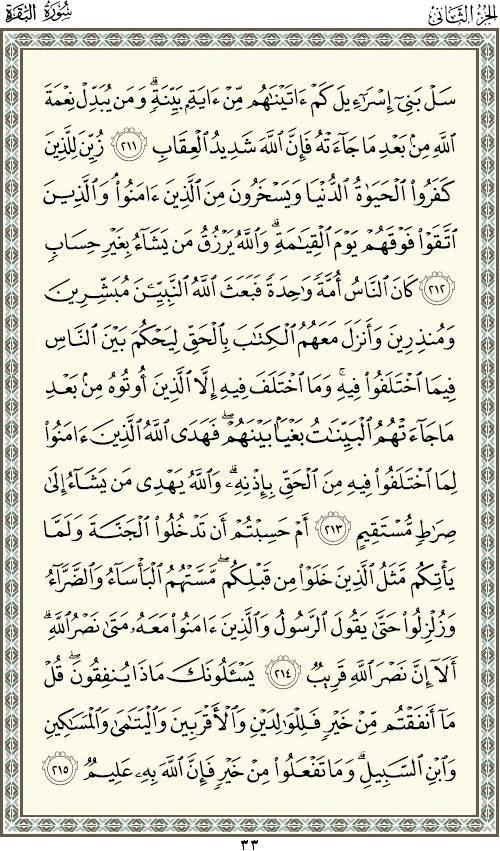 الجزء الثاني
سورة البقرة
سَلْ بَنِىٓ إِسْرَٰٓءِيلَ كَمْ ءَاتَيْنَٰهُم مِّنْ ءَايَةٍۭ بَيِّنَةٍۗ وَمَن يُبَدِّلْ نِعْمَةَ
ٱللَّهِ مِنۢ بَعْدِ مَا جَآءَتْهُ فَإِنَّ ٱللَّهَ شَدِيدُ ٱلْعِقَابِ ٢١١ زُيِّنَ لِلَّذِينَ
كَفَرُوا۟ ٱلْحَيَوٰةُ ٱلدُّنْيَا وَيَسْخَرُونَ مِنَ ٱلَّذِينَ ءَامَنُوا۟ۘ وَٱلَّذِينَ
ٱتَّقَوْا۟ فَوْقَهُمْ يَوْمَ ٱلْقِيَٰمَةِۗ وَٱللَّهُ يَرْزُقُ مَن يَشَآءُ بِغَيْرِ حِسَابٍ
٢١٢ كَانَ ٱلنَّاسُ أُمَّةً وَٰحِدَةً فَبَعَثَ ٱللَّهُ ٱلنَّبِيِّـۧنَ مُبَشِّرِينَ
وَمُنذِرِينَ وَأَنزَلَ مَعَهُمُ ٱلْكِتَٰبَ بِٱلْحَقِّ لِيَحْكُمَ بَيْنَ ٱلنَّاسِ
فِيمَا ٱخْتَلَفُوا۟ فِيهِۚ وَمَا ٱخْتَلَفَ فِيهِ إِلَّا ٱلَّذِينَ أُوتُوهُ مِنۢ بَعْدِ
مَا جَآءَتْهُمُ ٱلْبَيِّنَٰتُ بَغْيًۢا بَيْنَهُمْۖ فَهَدَى ٱللَّهُ ٱلَّذِينَ ءَامَنُوا۟
لِمَا ٱخْتَلَفُوا۟ فِيهِ مِنَ ٱلْحَقِّ بِإِذْنِهِۦۗ وَٱللَّهُ يَهْدِى مَن يَشَآءُ إِلَىٰ
صِرَٰطٍ مُّسْتَقِيمٍ ٢١٣ أَمْ حَسِبْتُمْ أَن تَدْخُلُوا۟ ٱلْجَنَّةَ وَلَمَّا
يَأْتِكُم مَّثَلُ ٱلَّذِينَ خَلَوْا۟ مِن قَبْلِكُمۖ مَّسَّتْهُمُ ٱلْبَأْسَآءُ وَٱلضَّرَّآءُ
وَزُلْزِلُوا۟ حَتَّىٰ يَقُولَ ٱلرَّسُولُ وَٱلَّذِينَ ءَامَنُوا۟ مَعَهُۥ مَتَىٰ نَصْرُ ٱللَّهِۗ
أَلَآ إِنَّ نَصْرَ ٱللَّهِ قَرِيبٌ ٢١٤ يَسْـَٔلُونَكَ مَاذَا يُنفِقُونَۖ قُلْ
مَآ أَنفَقْتُم مِّنْ خَيْرٍ فَلِلْوَٰلِدَيْنِ وَٱلْأَقْرَبِينَ وَٱلْيَتَٰمَىٰ وَٱلْمَسَٰكِينِ
وَٱبْنِ ٱلسَّبِيلِۗ وَمَا تَفْعَلُوا۟ مِنْ خَيْرٍ فَإِنَّ ٱللَّهَ بِهِۦ عَلِيمٌ ٢١٥
٣٣